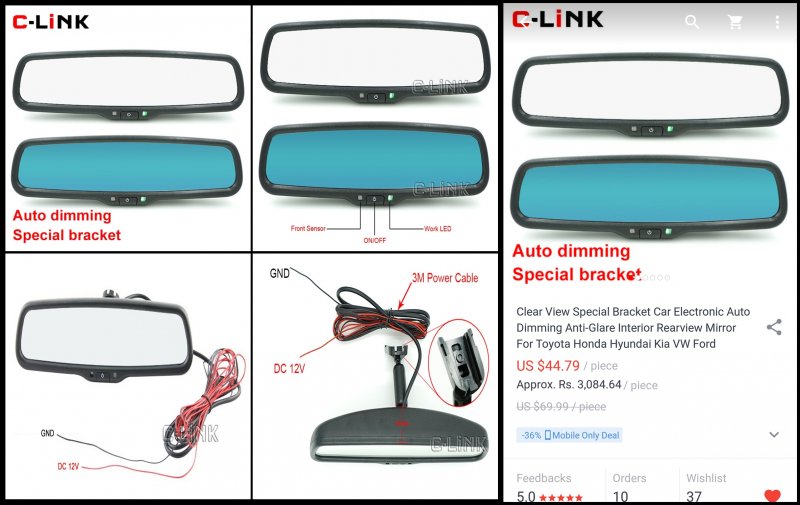 C-LiNK
Auto dimming
Special bracket
C-LiNK
C-LiNK
Front Sensor
ON/OFF
Work LED
GND
DC 12V
C-LiNK
GND
3M Power Cable
DC 12V
C-LiNK
C-LiNK
Auto dimming
Special bracket
Clear View Special Bracket Car Electronic Auto
Dimming Anti-Glare Interior Rearview Mirror
For Toyota Honda Hyundai Kia VW Ford
US $44.79 / piece
Approx. Rs. 3,084.64 / piece
US $69.99 / piece
-36% Mobile Only Deal
Feedbacks
Orders
Wishlist
5.0
10
37